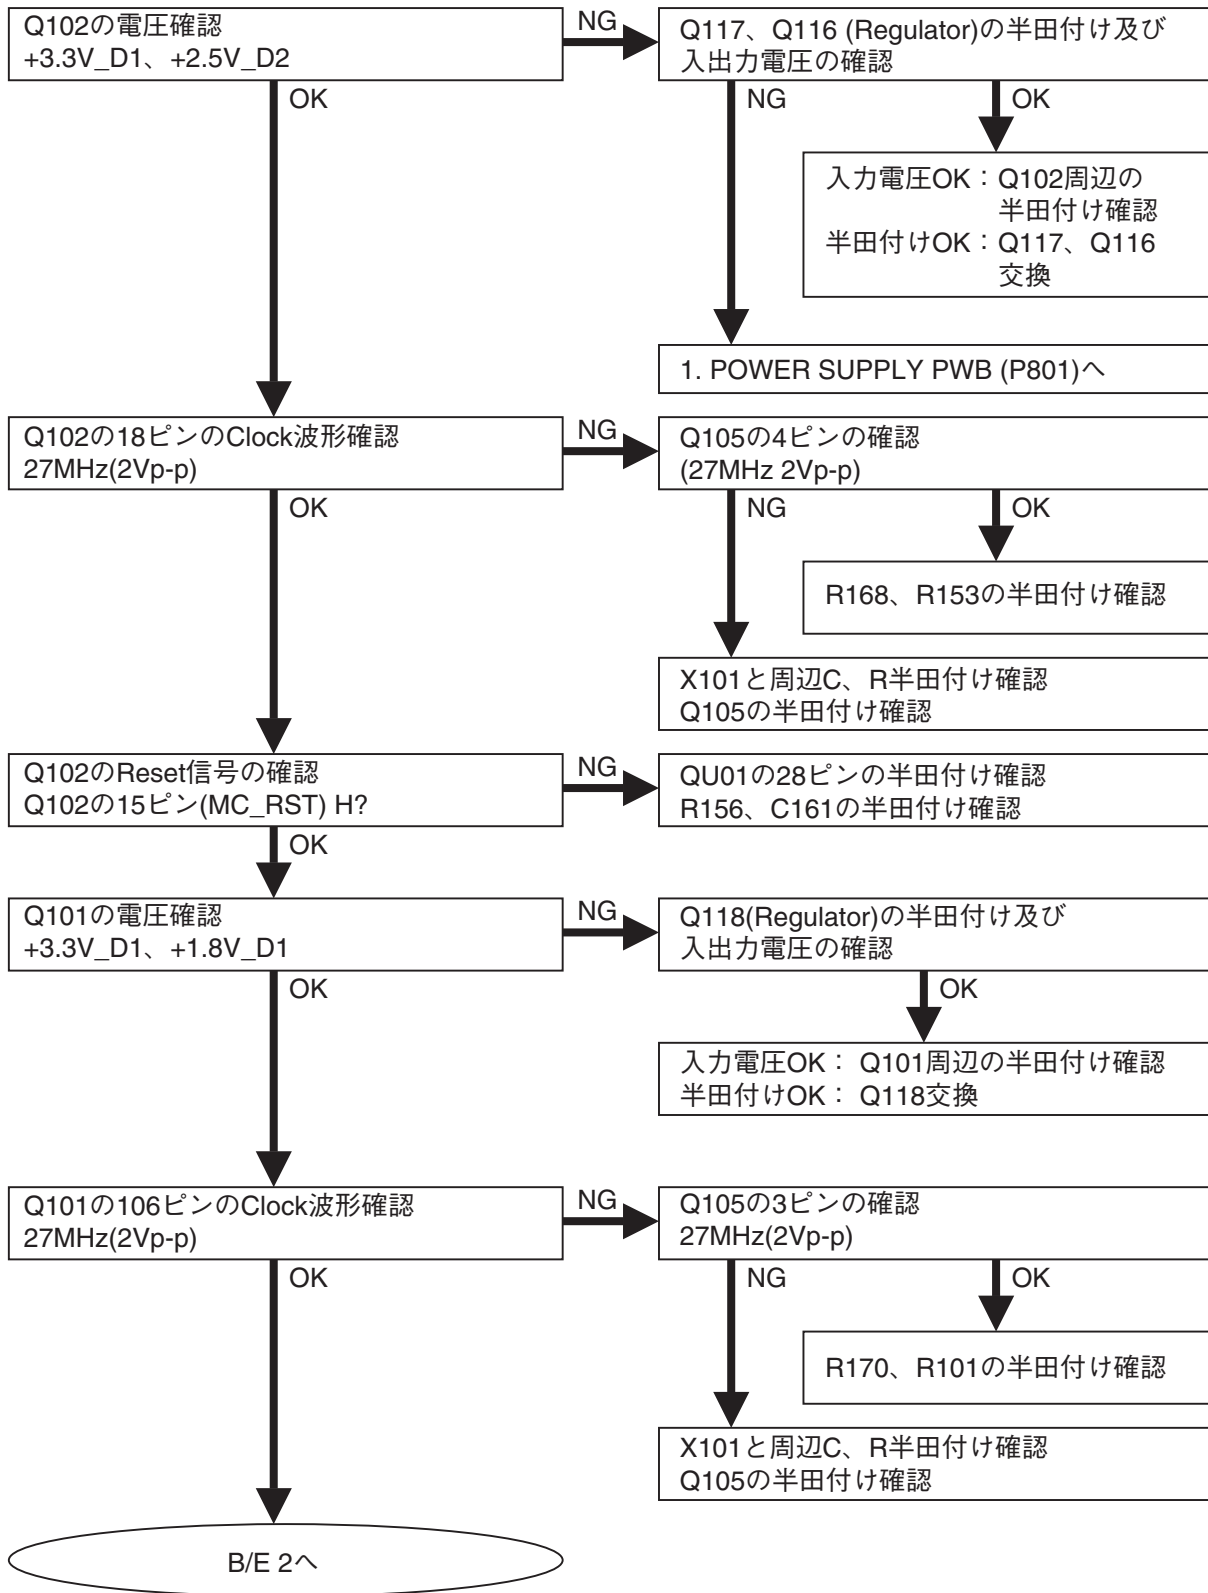 Q102の電圧確認
+3.3V_D1、+2.5V_D2
NG
Q117、Q116 (Regulator)の半田付け及び
入出力電圧の確認
OK
NG
OK
入力電圧OK：Q102周辺の
半田付け確認
半田付けOK：Q117、Q116
交換
1. POWER SUPPLY PWB (P801)へ
Q102の18ピンのClock波形確認
27MHz(2Vp-p)
NG
Q105の4ピンの確認
(27MHz 2Vp-p)
OK
NG
OK
R168、R153の半田付け確認
X101と周辺C、R半田付け確認
Q105の半田付け確認
Q102のReset信号の確認
Q102の15ピン(MC_RST) H?
NG
QU01の28ピンの半田付け確認
R156、C161の半田付け確認
OK
Q101の電圧確認
+3.3V_D1、+1.8V_D1
NG
Q118(Regulator)の半田付け及び
入出力電圧の確認
OK
OK
入力電圧OK： Q101周辺の半田付け確認
半田付けOK： Q118交換
Q101の106ピンのClock波形確認
27MHz(2Vp-p)
NG
Q105の3ピンの確認
27MHz(2Vp-p)
OK
NG
OK
R170、R101の半田付け確認
X101と周辺C、R半田付け確認
Q105の半田付け確認
B/E 2へ